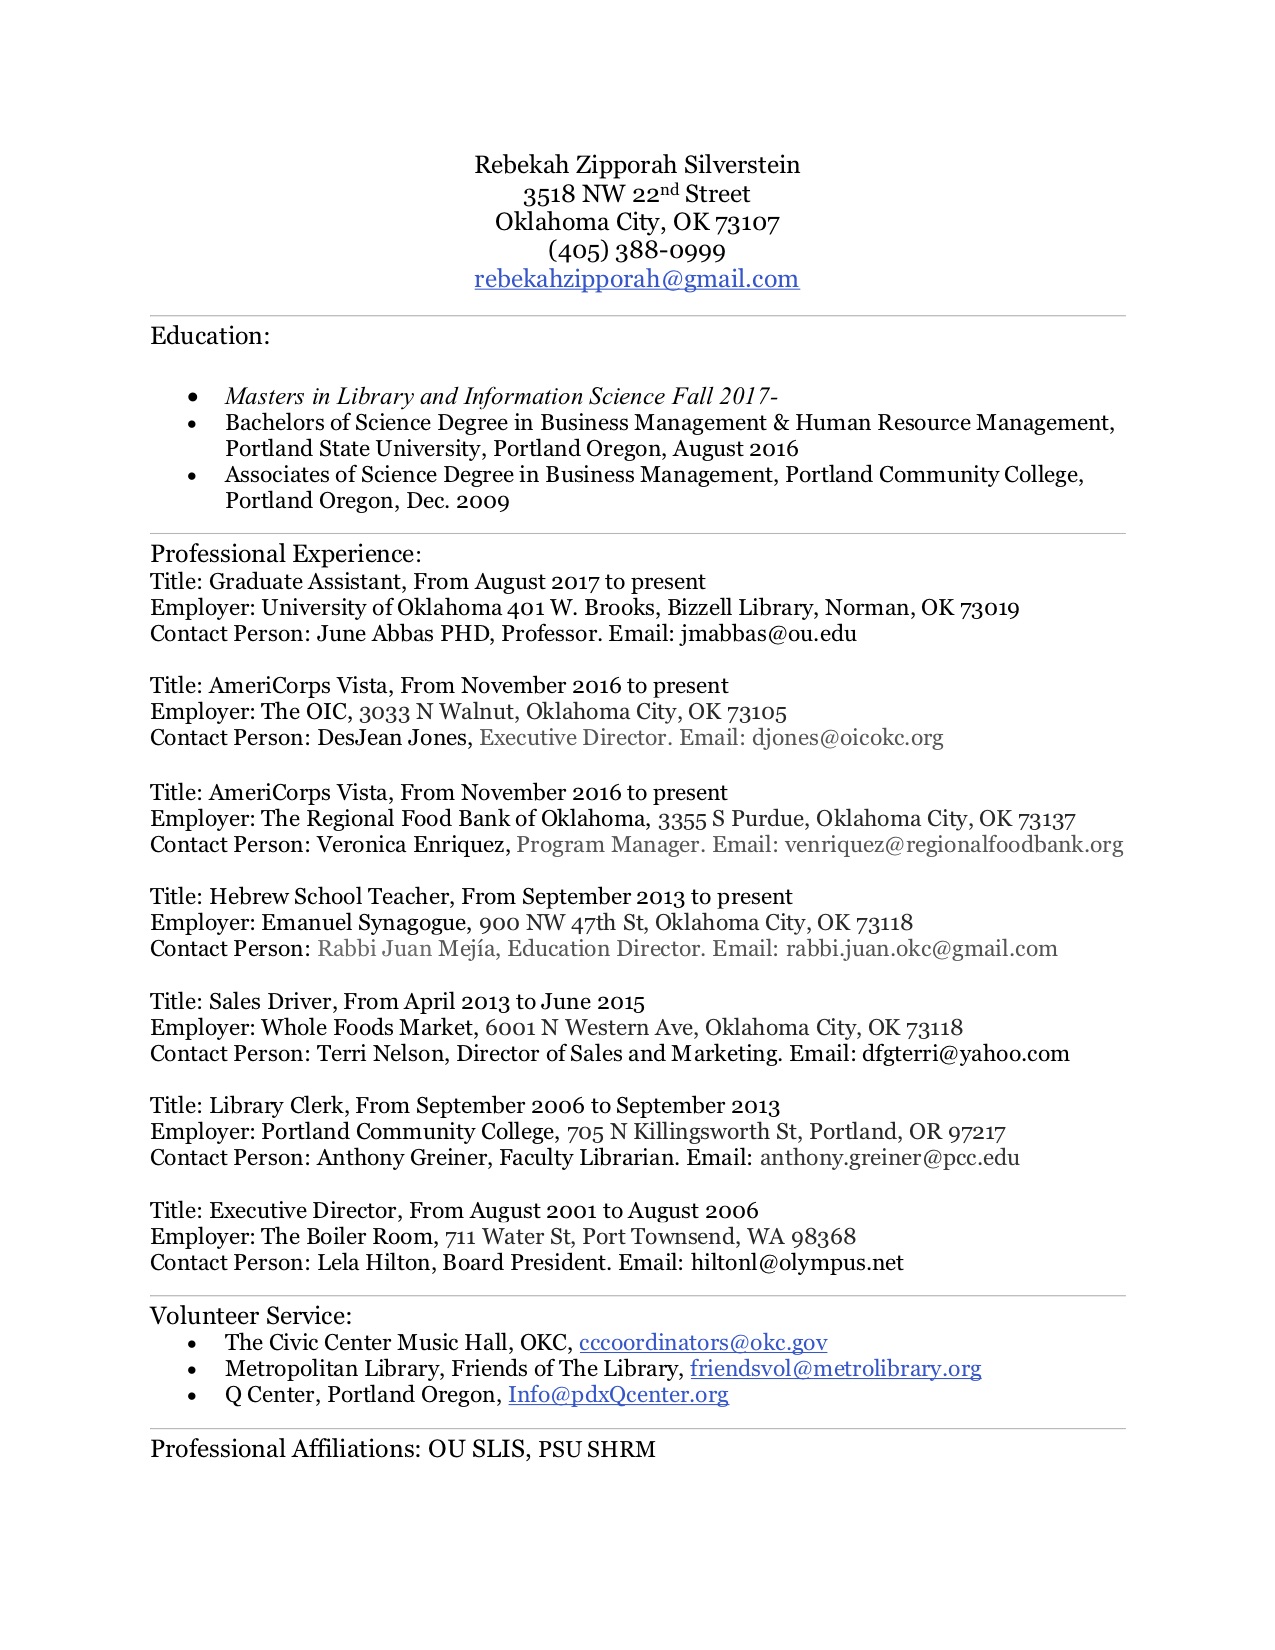 Rebekah Zipporah Silverstein
3518 NW 22nd Street
Oklahoma City, OK 73107
(405) 388-0999
rebekahzipporah@gmail.com
Education:
• Masters in Library and Information Science Fall 2017-
• Bachelors of Science Degree in Business Management & Human Resource Management,
Portland State University, Portland Oregon, August 2016
• Associates of Science Degree in Business Management, Portland Community College,
Portland Oregon, Dec. 2009
Professional Experience:
Title: Graduate Assistant, From August 2017 to present
Employer: University of Oklahoma 401 W. Brooks, Bizzell Library, Norman, OK 73019
Contact Person: June Abbas PHD, Professor. Email: jmabbas@ou.edu
Title: AmeriCorps Vista, From November 2016 to present
Employer: The OIC, 3033 N Walnut, Oklahoma City, OK 73105
Contact Person: DesJean Jones, Executive Director. Email: djones@oicokc.org
Title: AmeriCorps Vista, From November 2016 to present
Employer: The Regional Food Bank of Oklahoma, 3355 S Purdue, Oklahoma City, OK 73137
Contact Person: Veronica Enriquez, Program Manager. Email: venriquez@regionalfoodbank.org
Title: Hebrew School Teacher, From September 2013 to present
Employer: Emanuel Synagogue, 900 NW 47th St, Oklahoma City, OK 73118
Contact Person: Rabbi Juan Mejía, Education Director. Email: rabbi.juan.okc@gmail.com
Title: Sales Driver, From April 2013 to June 2015
Employer: Whole Foods Market, 6001 N Western Ave, Oklahoma City, OK 73118
Contact Person: Terri Nelson, Director of Sales and Marketing. Email: dfgterri@yahoo.com
Title: Library Clerk, From September 2006 to September 2013
Employer: Portland Community College, 705 N Killingsworth St, Portland, OR 97217
Contact Person: Anthony Greiner, Faculty Librarian. Email: anthony.greiner@pcc.edu
Title: Executive Director, From August 2001 to August 2006
Employer: The Boiler Room, 711 Water St, Port Townsend, WA 98368
Contact Person: Lela Hilton, Board President. Email: hiltonl@olympus.net
Volunteer Service:
• The Civic Center Music Hall, OKC, cccoordinators@okc.gov
• Metropolitan Library, Friends of The Library, friendsvol@metrolibrary.org
• Q Center, Portland Oregon, Info@pdxQcenter.org
Professional Affiliations: OU SLIS, PSU SHRM